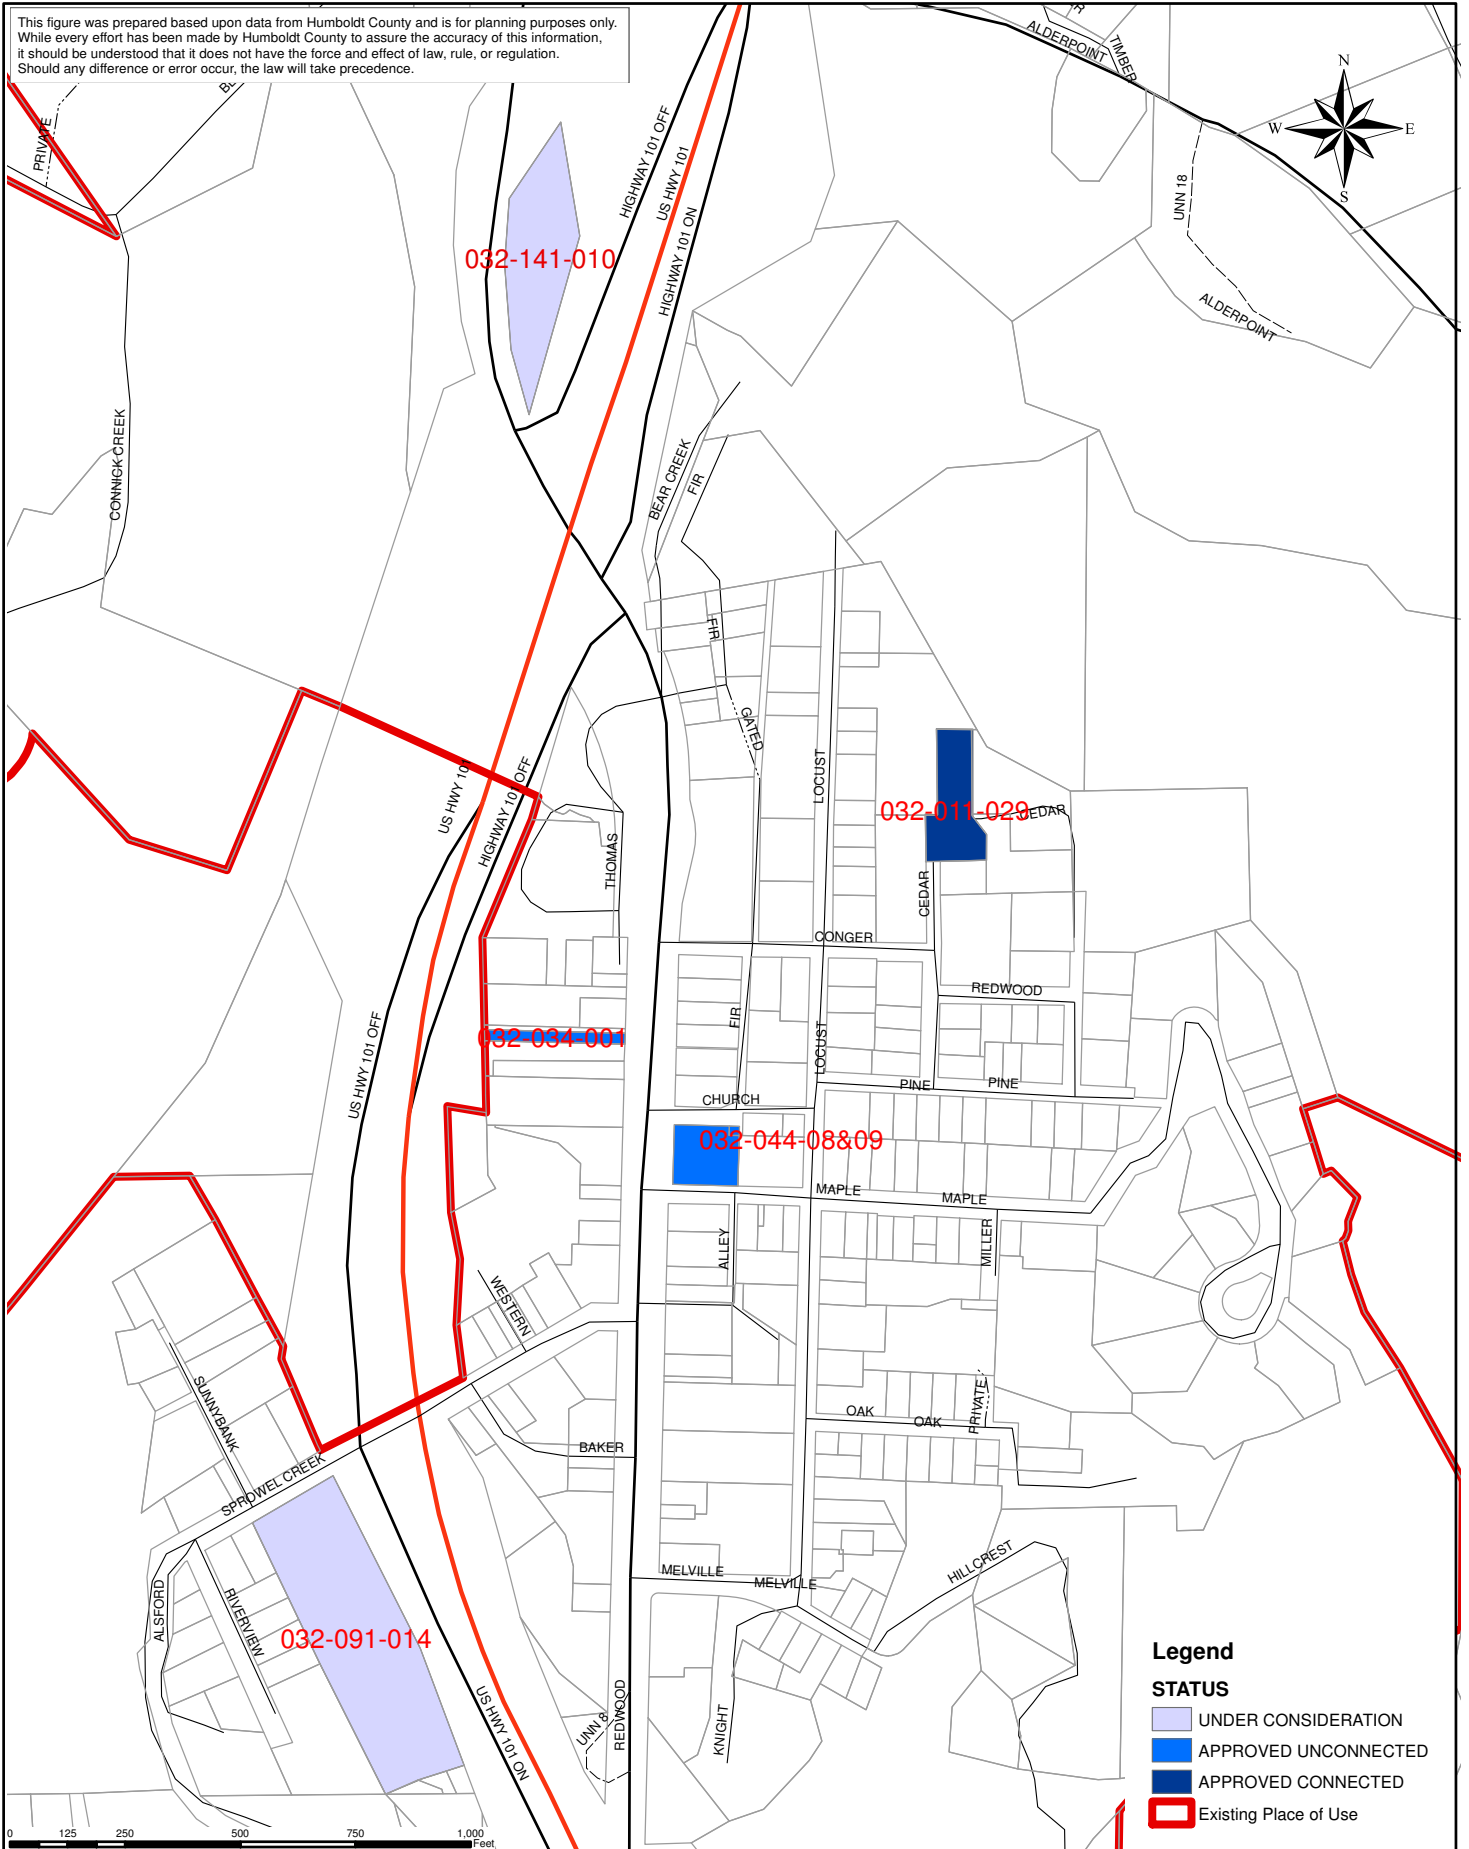 This figure was prepared based upon data from Humboldt County and is for planning purposes only.
While every effort has been made by Humboldt County to assure the accuracy of this information,
it should be understood that it does not have the force and effect of law, rule, or regulation.
Should any difference or error occur, the law will take precedence.
ALDERPOINT
TIMBER
N
W
E
S
PRIVATE
HIGHWAY 101 OFF
US HWY 101
HIGHWAY 101 ON
UNN 18
ALDERPOINT
032-141-010
CONNICK CREEK
BEAR CREEK
FIR
FIR
GATED
LOCUST
US HWY 101
HIGHWAY 101 OFF
THOMAS
032-011-029
CEDAR
CEDAR
CONGER
REDWOOD
FIR
LOCUST
032-034-001
US HWY 101 OFF
PINE
PINE
CHURCH
032-044-08&09
MAPLE
MAPLE
ALLEY
MILLER
WESTERN
SUNNYBANK
PRIVATE
OAK
OAK
BAKER
SPROWEL CREEK
MELVILLE
MELVILLE
HILLCREST
ALSFORD
RIVERVIEW
032-091-014
US HWY 101 ON
UNN 8
REDWOOD
KNIGHT
Legend
STATUS
UNDER CONSIDERATION
APPROVED UNCONNECTED
APPROVED CONNECTED
Existing Place of Use
0 125 250 500 750 1,000
Feet